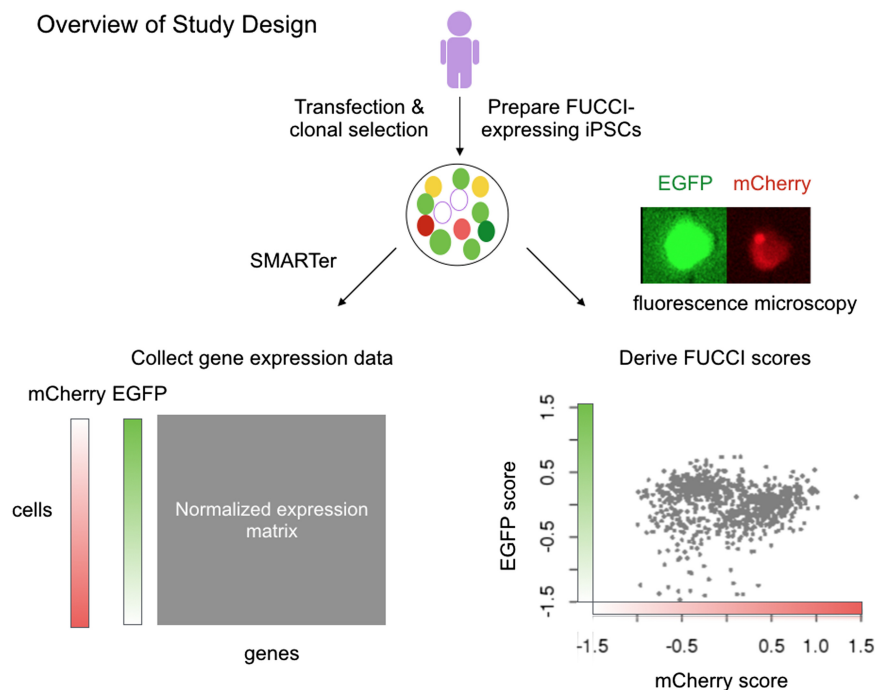 Overview of Study Design
Transfection &
clonal selection
Prepare FUCCI-
expressing iPSCs
EGFP
mCherry
SMARTer
fluorescence microscopy
Collect gene expression data
Derive FUCCI scores
mCherry EGFP
cells
Normalized expression
matrix
genes
EGFP score
1.5
0.5
-0.5
-1.5
-1.5
-0.5
0.5
1.0
1.5
mCherry score